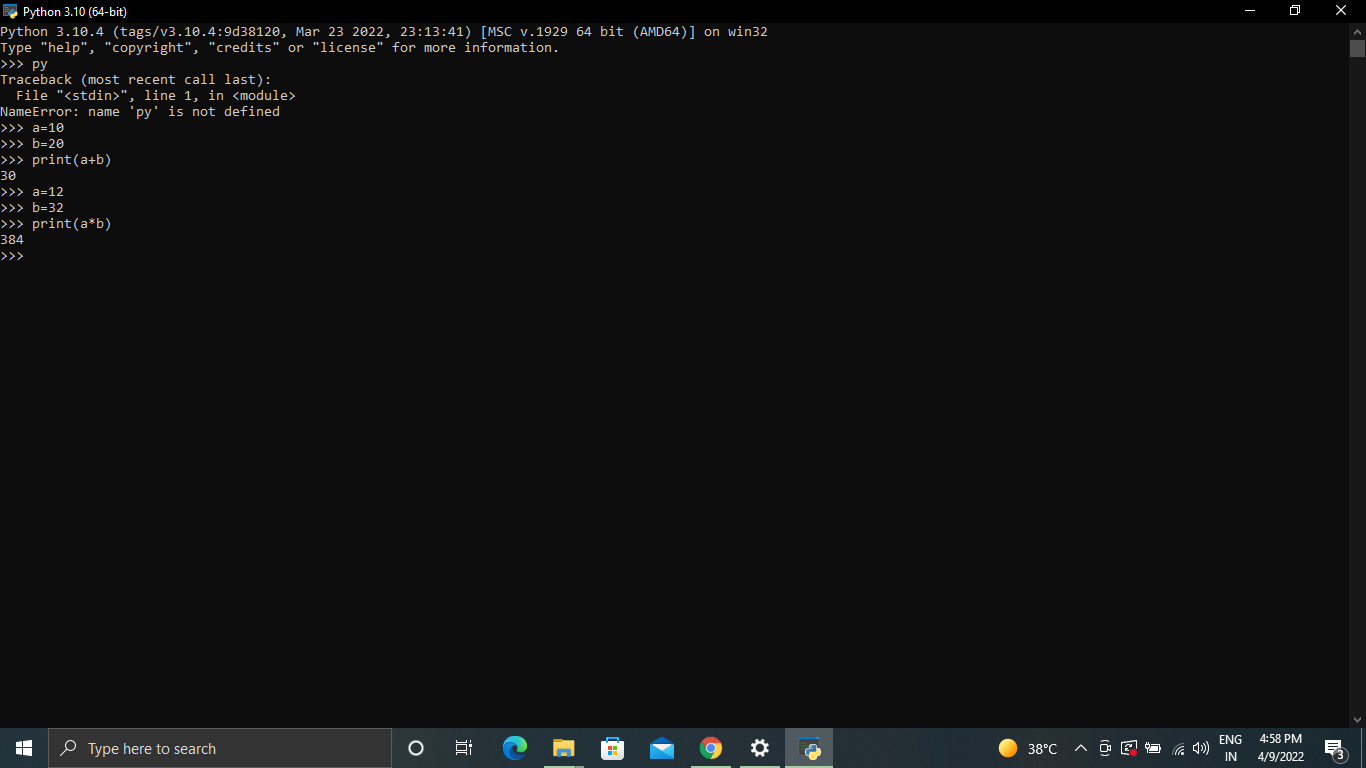 Python 3.10 (64-bit)
Python 3.10.4 (tags/v3.10.4:9d38120, Mar 23 2022, 23:13:41) [MSC v.1929 64 bit (AMD64)] on win32
Type "help", "copyright", "credits" or "license" for more information.
>>> py
Traceback (most recent call last):
  File "<stdin>", line 1, in <module>
NameError: name 'py' is not defined
>>> a=10
>>> b=20
>>> print(a+b)
30
>>> a=12
>>> b=32
>>> print(a*b)
384
>>>
Type here to search
38°C
ENG
IN
4:58 PM
4/9/2022
3